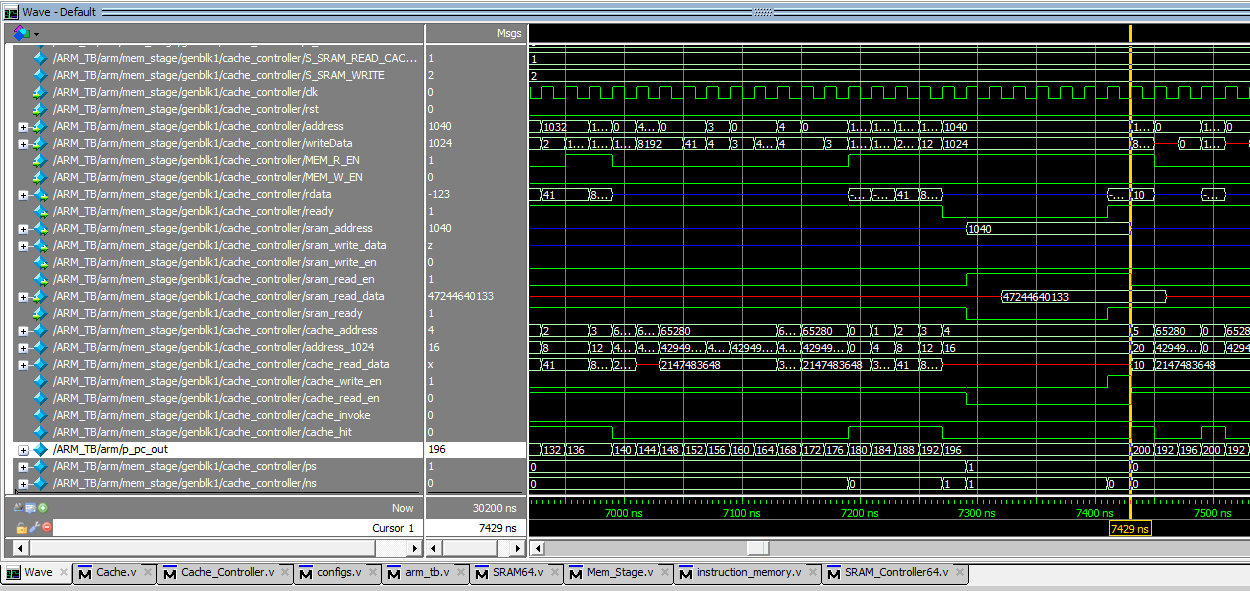 Wave - Default
Msgs
/ARM_TB/arm/mem_stage/genblk1/cache_controller/S_SRAM_READ_CAC... 1 1
/ARM_TB/arm/mem_stage/genblk1/cache_controller/S_SRAM_WRITE 2 2
/ARM_TB/arm/mem_stage/genblk1/cache_controller/clk 0
/ARM_TB/arm/mem_stage/genblk1/cache_controller/rst 0
/ARM_TB/arm/mem_stage/genblk1/cache_controller/address 1040 1032 1... 0 4... 0 3 0 4 0 1... 1... 1... 1... 1040 1... 0 1... 0
/ARM_TB/arm/mem_stage/genblk1/cache_controller/writeData 1024 2 1... 1... 1... 8192 41 4 3 4... 4 3 1... 1... 2... 12 1024 8... 0 1... 4
/ARM_TB/arm/mem_stage/genblk1/cache_controller/MEM_R_EN 1
/ARM_TB/arm/mem_stage/genblk1/cache_controller/MEM_W_EN 0
/ARM_TB/arm/mem_stage/genblk1/cache_controller/rdata -123 41 8... -... -... 41 8... -... 10 -...
/ARM_TB/arm/mem_stage/genblk1/cache_controller/ready 1
/ARM_TB/arm/mem_stage/genblk1/cache_controller/sram_address 1040 1040
/ARM_TB/arm/mem_stage/genblk1/cache_controller/sram_write_data z
/ARM_TB/arm/mem_stage/genblk1/cache_controller/sram_write_en 0
/ARM_TB/arm/mem_stage/genblk1/cache_controller/sram_read_en 1
/ARM_TB/arm/mem_stage/genblk1/cache_controller/sram_read_data 47244640133 47244640133
/ARM_TB/arm/mem_stage/genblk1/cache_controller/sram_ready 1
/ARM_TB/arm/mem_stage/genblk1/cache_controller/cache_address 4 2 3 6... 6... 65280 6... 65280 0 1 2 3 4 5 65280 0 65280
/ARM_TB/arm/mem_stage/genblk1/cache_controller/address_1024 16 8 12 4... 4... 42949... 4... 42949... 4... 42949... 0 4 8 12 16 20 42949... 0 4294
/ARM_TB/arm/mem_stage/genblk1/cache_controller/cache_read_data x 41 8... 2... 2147483648 3... 2147483648 3... 41 8... 10 2147483648
/ARM_TB/arm/mem_stage/genblk1/cache_controller/cache_write_en 1
/ARM_TB/arm/mem_stage/genblk1/cache_controller/cache_read_en 0
/ARM_TB/arm/mem_stage/genblk1/cache_controller/cache_invoke 0
/ARM_TB/arm/mem_stage/genblk1/cache_controller/cache_hit 0
/ARM_TB/arm/p_pc_out 196 132 136 140 144 148 152 156 160 164 168 172 176 180 184 188 192 196 200 192 196 200 192
/ARM_TB/arm/mem_stage/genblk1/cache_controller/ps 1 0 1 0
/ARM_TB/arm/mem_stage/genblk1/cache_controller/ns 0 0 0 1 1 0 0
Now 30200 ns 7000 ns 7100 ns 7200 ns 7300 ns 7400 ns 7500 ns
Cursor 1 7429 ns 7429 ns
Wave Cache.v Cache_Controller.v configs.v arm_tb.v SRAM64.v Mem_Stage.v instruction_memory.v SRAM_Controller64.v